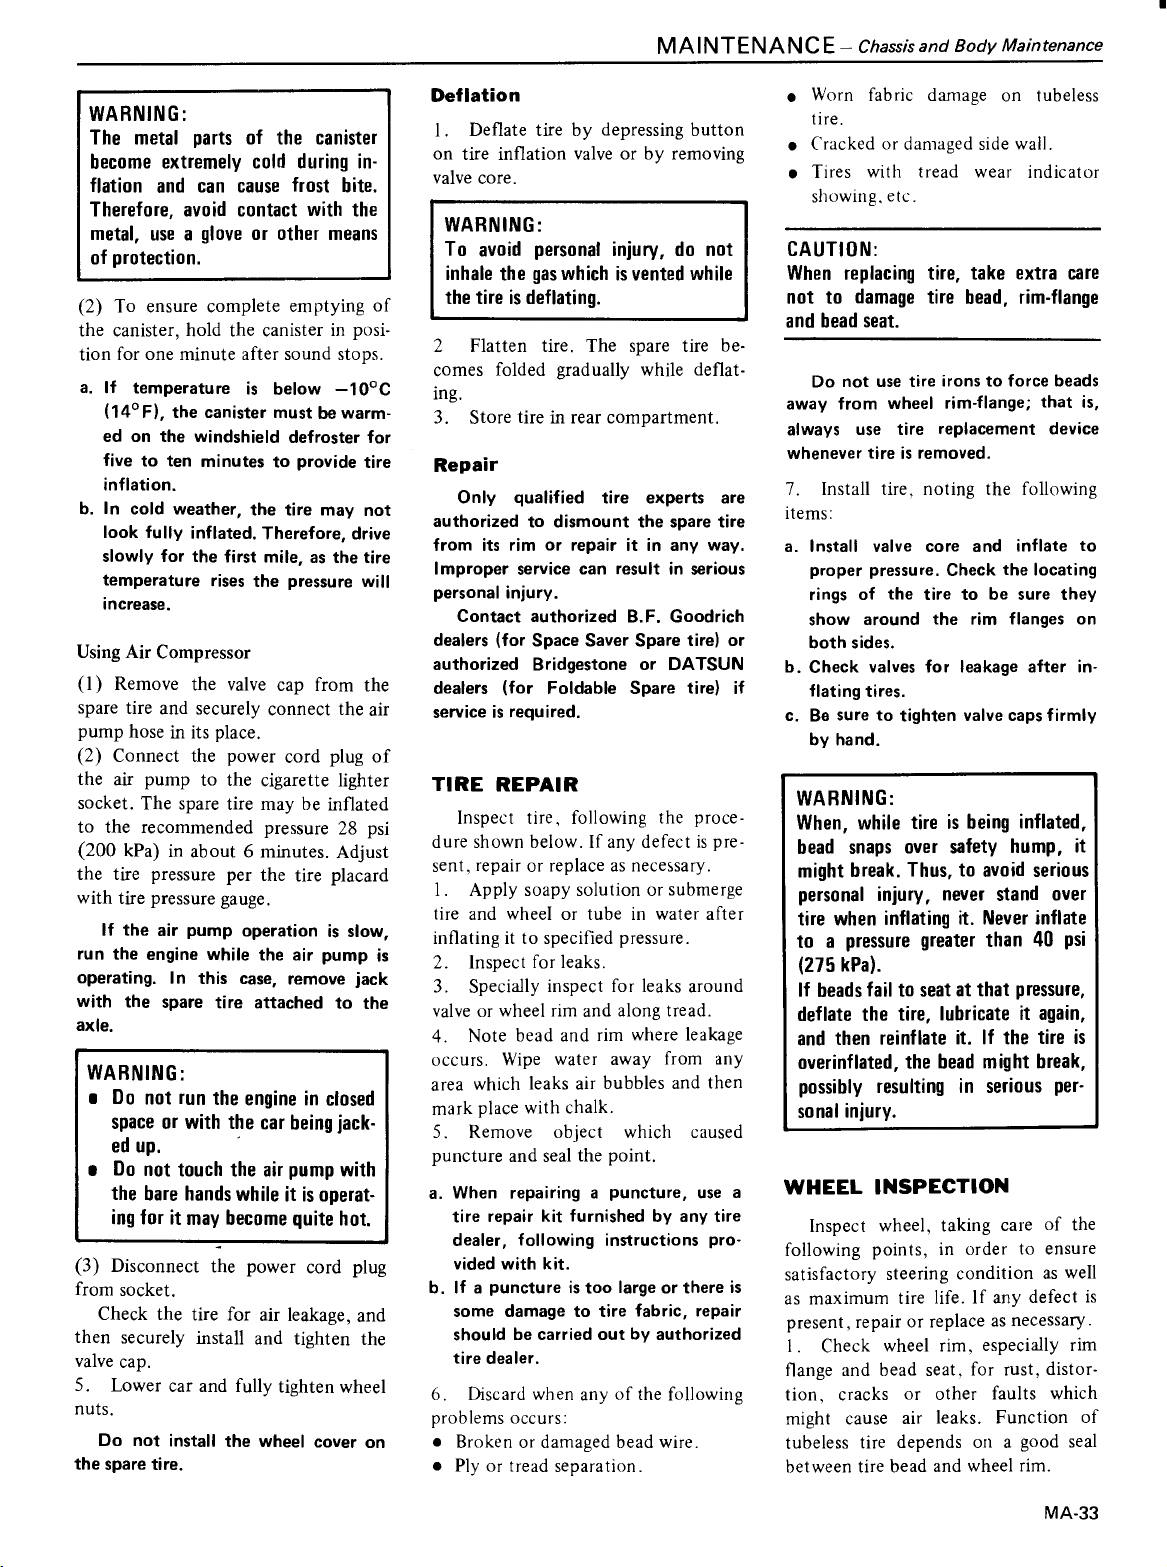 MAINTENANCE – Chassis and Body Maintenance
WARNING:
The metal parts of the canister
become extremely cold during in-
flation and can cause frost bite.
Therefore, avoid contact with the
metal, use a glove or other means
of protection.
(2) To ensure complete emptying of
the canister, hold the canister in posi-
tion for one minute after sound stops.
a. If temperature is below −10°C
(14°F), the canister must be warm-
ed on the windshield defroster for
five to ten minutes to provide tire
inflation.
b. In cold weather, the tire may not
look fully inflated. Therefore, drive
slowly for the first mile, as the tire
temperature rises the pressure will
increase.
Using Air Compressor
(1) Remove the valve cap from the
spare tire and securely connect the air
pump hose in its place.
(2) Connect the power cord plug of
the air pump to the cigarette lighter
socket. The spare tire may be inflated
to the recommended pressure 28 psi
(200 kPa) in about 6 minutes. Adjust
the tire pressure per the tire placard
with tire pressure gauge.
If the air pump operation is slow,
run the engine while the air pump is
operating. In this case, remove jack
with the spare tire attached to the
axle.
WARNING:
• Do not run the engine in closed
space or with the car being jack-
ed up.
• Do not touch the air pump with
the bare hands while it is operat-
ing for it may become quite hot.
(3) Disconnect the power cord plug
from socket.
Check the tire for air leakage, and
then securely install and tighten the
valve cap.
5. Lower car and fully tighten wheel
nuts.
Do not install the wheel cover on
the spare tire.
Deflation
1. Deflate tire by depressing button
on tire inflation valve or by removing
valve core.
WARNING:
To avoid personal injury, do not
inhale the gas which is vented while
the tire is deflating.
2 Flatten tire. The spare tire be-
comes folded gradually while deflat-
ing.
3. Store tire in rear compartment.
Repair
Only qualified tire experts are
authorized to dismount the spare tire
from its rim or repair it in any way.
Improper service can result in serious
personal injury.
Contact authorized B.F. Goodrich
dealers (for Space Saver Spare tire) or
authorized Bridgestone or DATSUN
dealers (for Foldable Spare tire) if
service is required.
TIRE REPAIR
Inspect tire, following the proce-
dure shown below. If any defect is pre-
sent, repair or replace as necessary.
1. Apply soapy solution or submerge
tire and wheel or tube in water after
inflating it to specified pressure.
2. Inspect for leaks.
3. Specially inspect for leaks around
valve or wheel rim and along tread.
4. Note bead and rim where leakage
occurs. Wipe water away from any
area which leaks air bubbles and then
mark place with chalk.
5. Remove object which caused
puncture and seal the point.
a. When repairing a puncture, use a
tire repair kit furnished by any tire
dealer, following instructions pro-
vided with kit.
b. If a puncture is too large or there is
some damage to tire fabric, repair
should be carried out by authorized
tire dealer.
6. Discard when any of the following
problems occurs:
• Broken or damaged bead wire.
• Ply or tread separation.
• Worn fabric damage on tubeless
tire.
• Cracked or damaged side wall.
• Tires with tread wear indicator
showing, etc.
CAUTION:
When replacing tire, take extra care
not to damage tire bead, rim-flange
and bead seat.
Do not use tire irons to force beads
away from wheel rim-flange; that is,
always use tire replacement device
whenever tire is removed.
7. Install tire, noting the following
items:
a. Install valve core and inflate to
proper pressure. Check the locating
rings of the tire to be sure they
show around the rim flanges on
both sides.
b. Check valves for leakage after in-
flating tires.
c. Be sure to tighten valve caps firmly
by hand.
WARNING:
When, while tire is being inflated,
bead snaps over safety hump, it
might break. Thus, to avoid serious
personal injury, never stand over
tire when inflating it. Never inflate
to a pressure greater than 40 psi
(275 kPa).
If beads fail to seat at that pressure,
deflate the tire, lubricate it again,
and then reinflate it. If the tire is
overinflated, the bead might break,
possibly resulting in serious per-
sonal injury.
WHEEL INSPECTION
Inspect wheel, taking care of the
following points, in order to ensure
satisfactory steering condition as well
as maximum tire life. If any defect is
present, repair or replace as necessary.
1. Check wheel rim, especially rim
flange and bead seat, for rust, distor-
tion, cracks or other faults which
might cause air leaks. Function of
tubeless tire depends on a good seal
between tire bead and wheel rim.
MA-33